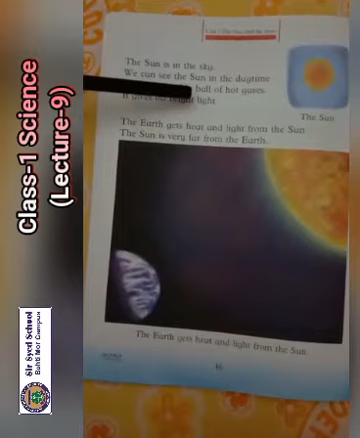 The Sun is in the sky.
We can see the Sun in the daytime
ball of hot gases.
light
The Sun
The Earth gets heat and light from the Sun
The Sun is very far from the Earth.
The Earth gets heat and light from the Sun
Class-1 Science
(Lecture-9)
Sir Syed School